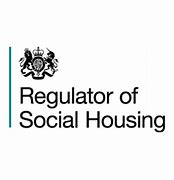 Regulator of
Social Housing